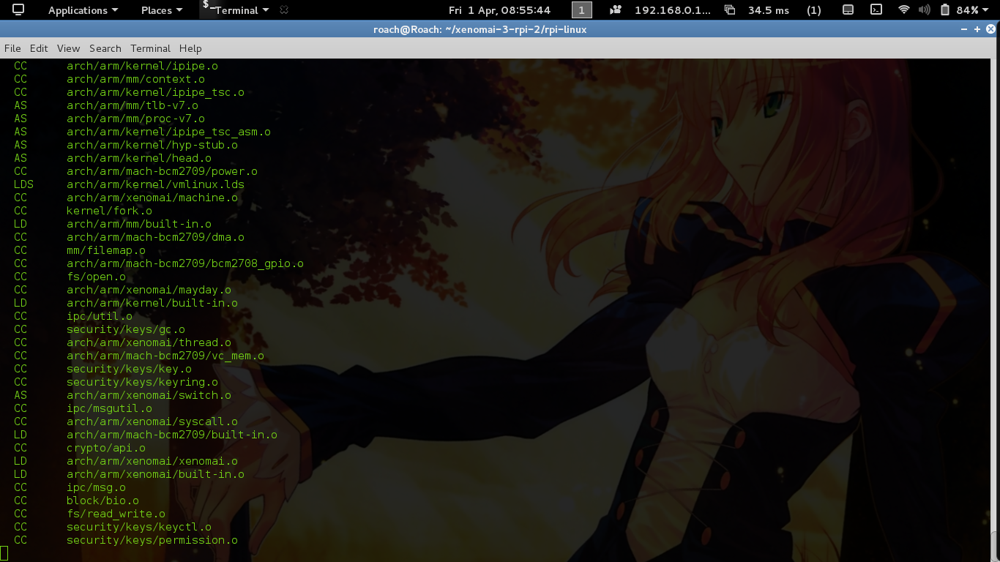 Applications Places $_Terminal Fri 1 Apr, 08:55:44 1 192.168.0.1... 34.5 ms (1) 84%
roach@Roach: ~/xenomai-3-rpi-2/rpi-linux
File Edit View Search Terminal Help
CC arch/arm/kernel/ipipe.o
CC arch/arm/mm/context.o
CC arch/arm/kernel/ipipe_tsc.o
AS arch/arm/mm/tlb-v7.o
AS arch/arm/mm/proc-v7.o
AS arch/arm/kernel/ipipe_tsc_asm.o
AS arch/arm/kernel/hyp-stub.o
AS arch/arm/kernel/head.o
CC arch/arm/mach-bcm2709/power.o
LDS arch/arm/kernel/vmlinux.lds
CC arch/arm/xenomai/machine.o
CC kernel/fork.o
LD arch/arm/mm/built-in.o
CC arch/arm/mach-bcm2709/dma.o
CC mm/filemap.o
CC arch/arm/mach-bcm2709/bcm2708_gpio.o
CC fs/open.o
CC arch/arm/xenomai/mayday.o
LD arch/arm/kernel/built-in.o
CC ipc/util.o
CC security/keys/gc.o
CC arch/arm/xenomai/thread.o
CC arch/arm/mach-bcm2709/vc_mem.o
CC security/keys/key.o
CC security/keys/keyring.o
AS arch/arm/xenomai/switch.o
CC ipc/msgutil.o
CC arch/arm/xenomai/syscall.o
LD arch/arm/mach-bcm2709/built-in.o
CC crypto/api.o
LD arch/arm/xenomai/xenomai.o
LD arch/arm/xenomai/built-in.o
CC ipc/msg.o
CC block/bio.o
CC fs/read_write.o
CC security/keys/keyctl.o
CC security/keys/permission.o